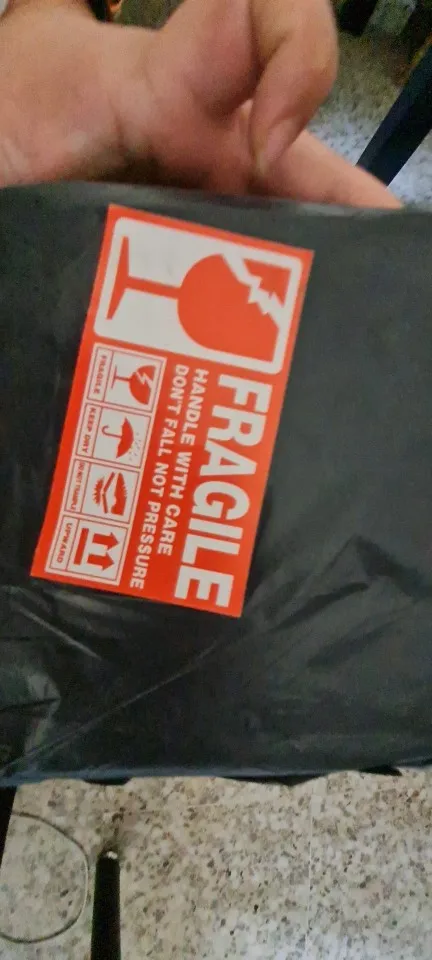 FRAGILE
HANDLE WITH CARE
DON'T FALL NOT PRESSURE
FRAGILE
KEEP DRY
UPWARD